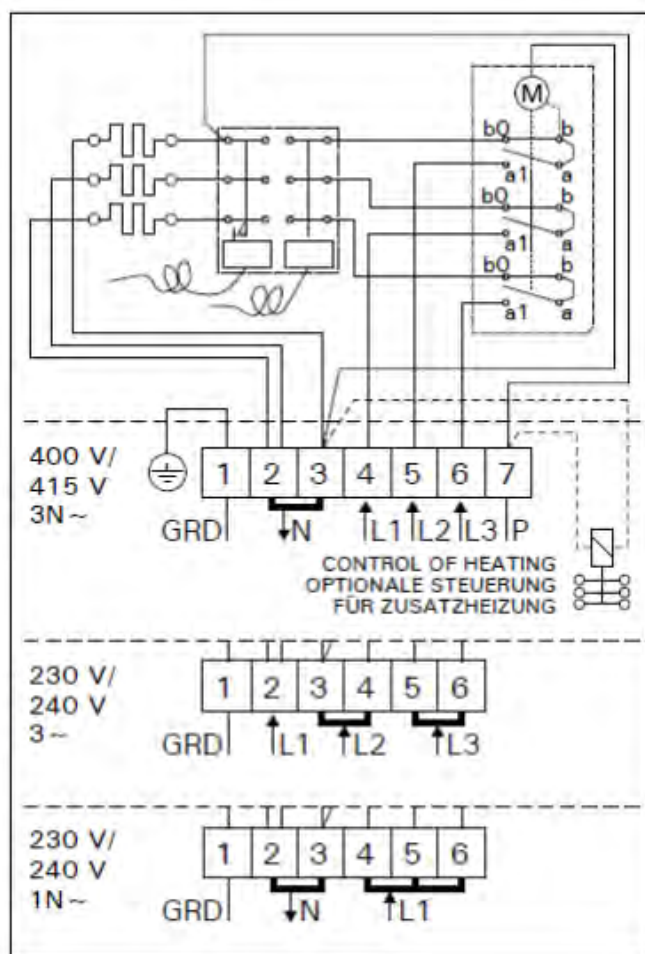 M
b0 b
a1 a
b0 b
a1 a
b0 b
a1 a
400 V/
415 V
3N~
1 2 3 4 5 6 7
GRD N L1 L2 L3 P
CONTROL OF HEATING
OPTIONALE STEUERUNG
FÜR ZUSATZHEIZUNG
230 V/
240 V
3~
1 2 3 4 5 6
GRD L1 L2 L3
230 V/
240 V
1N~
1 2 3 4 5 6
GRD N L1